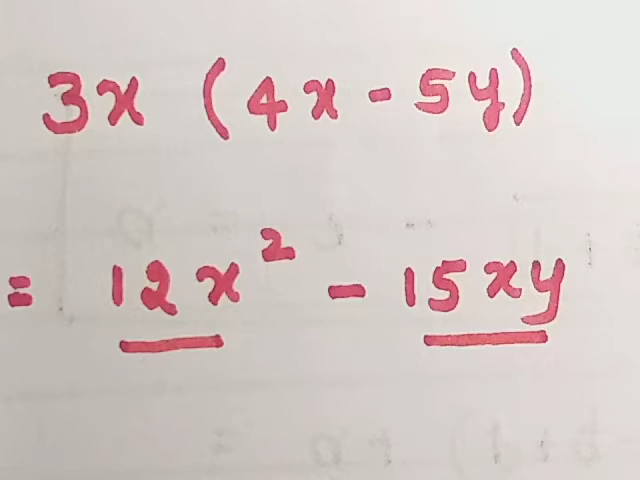 3x (4x - 5y)
= 12x² - 15xy